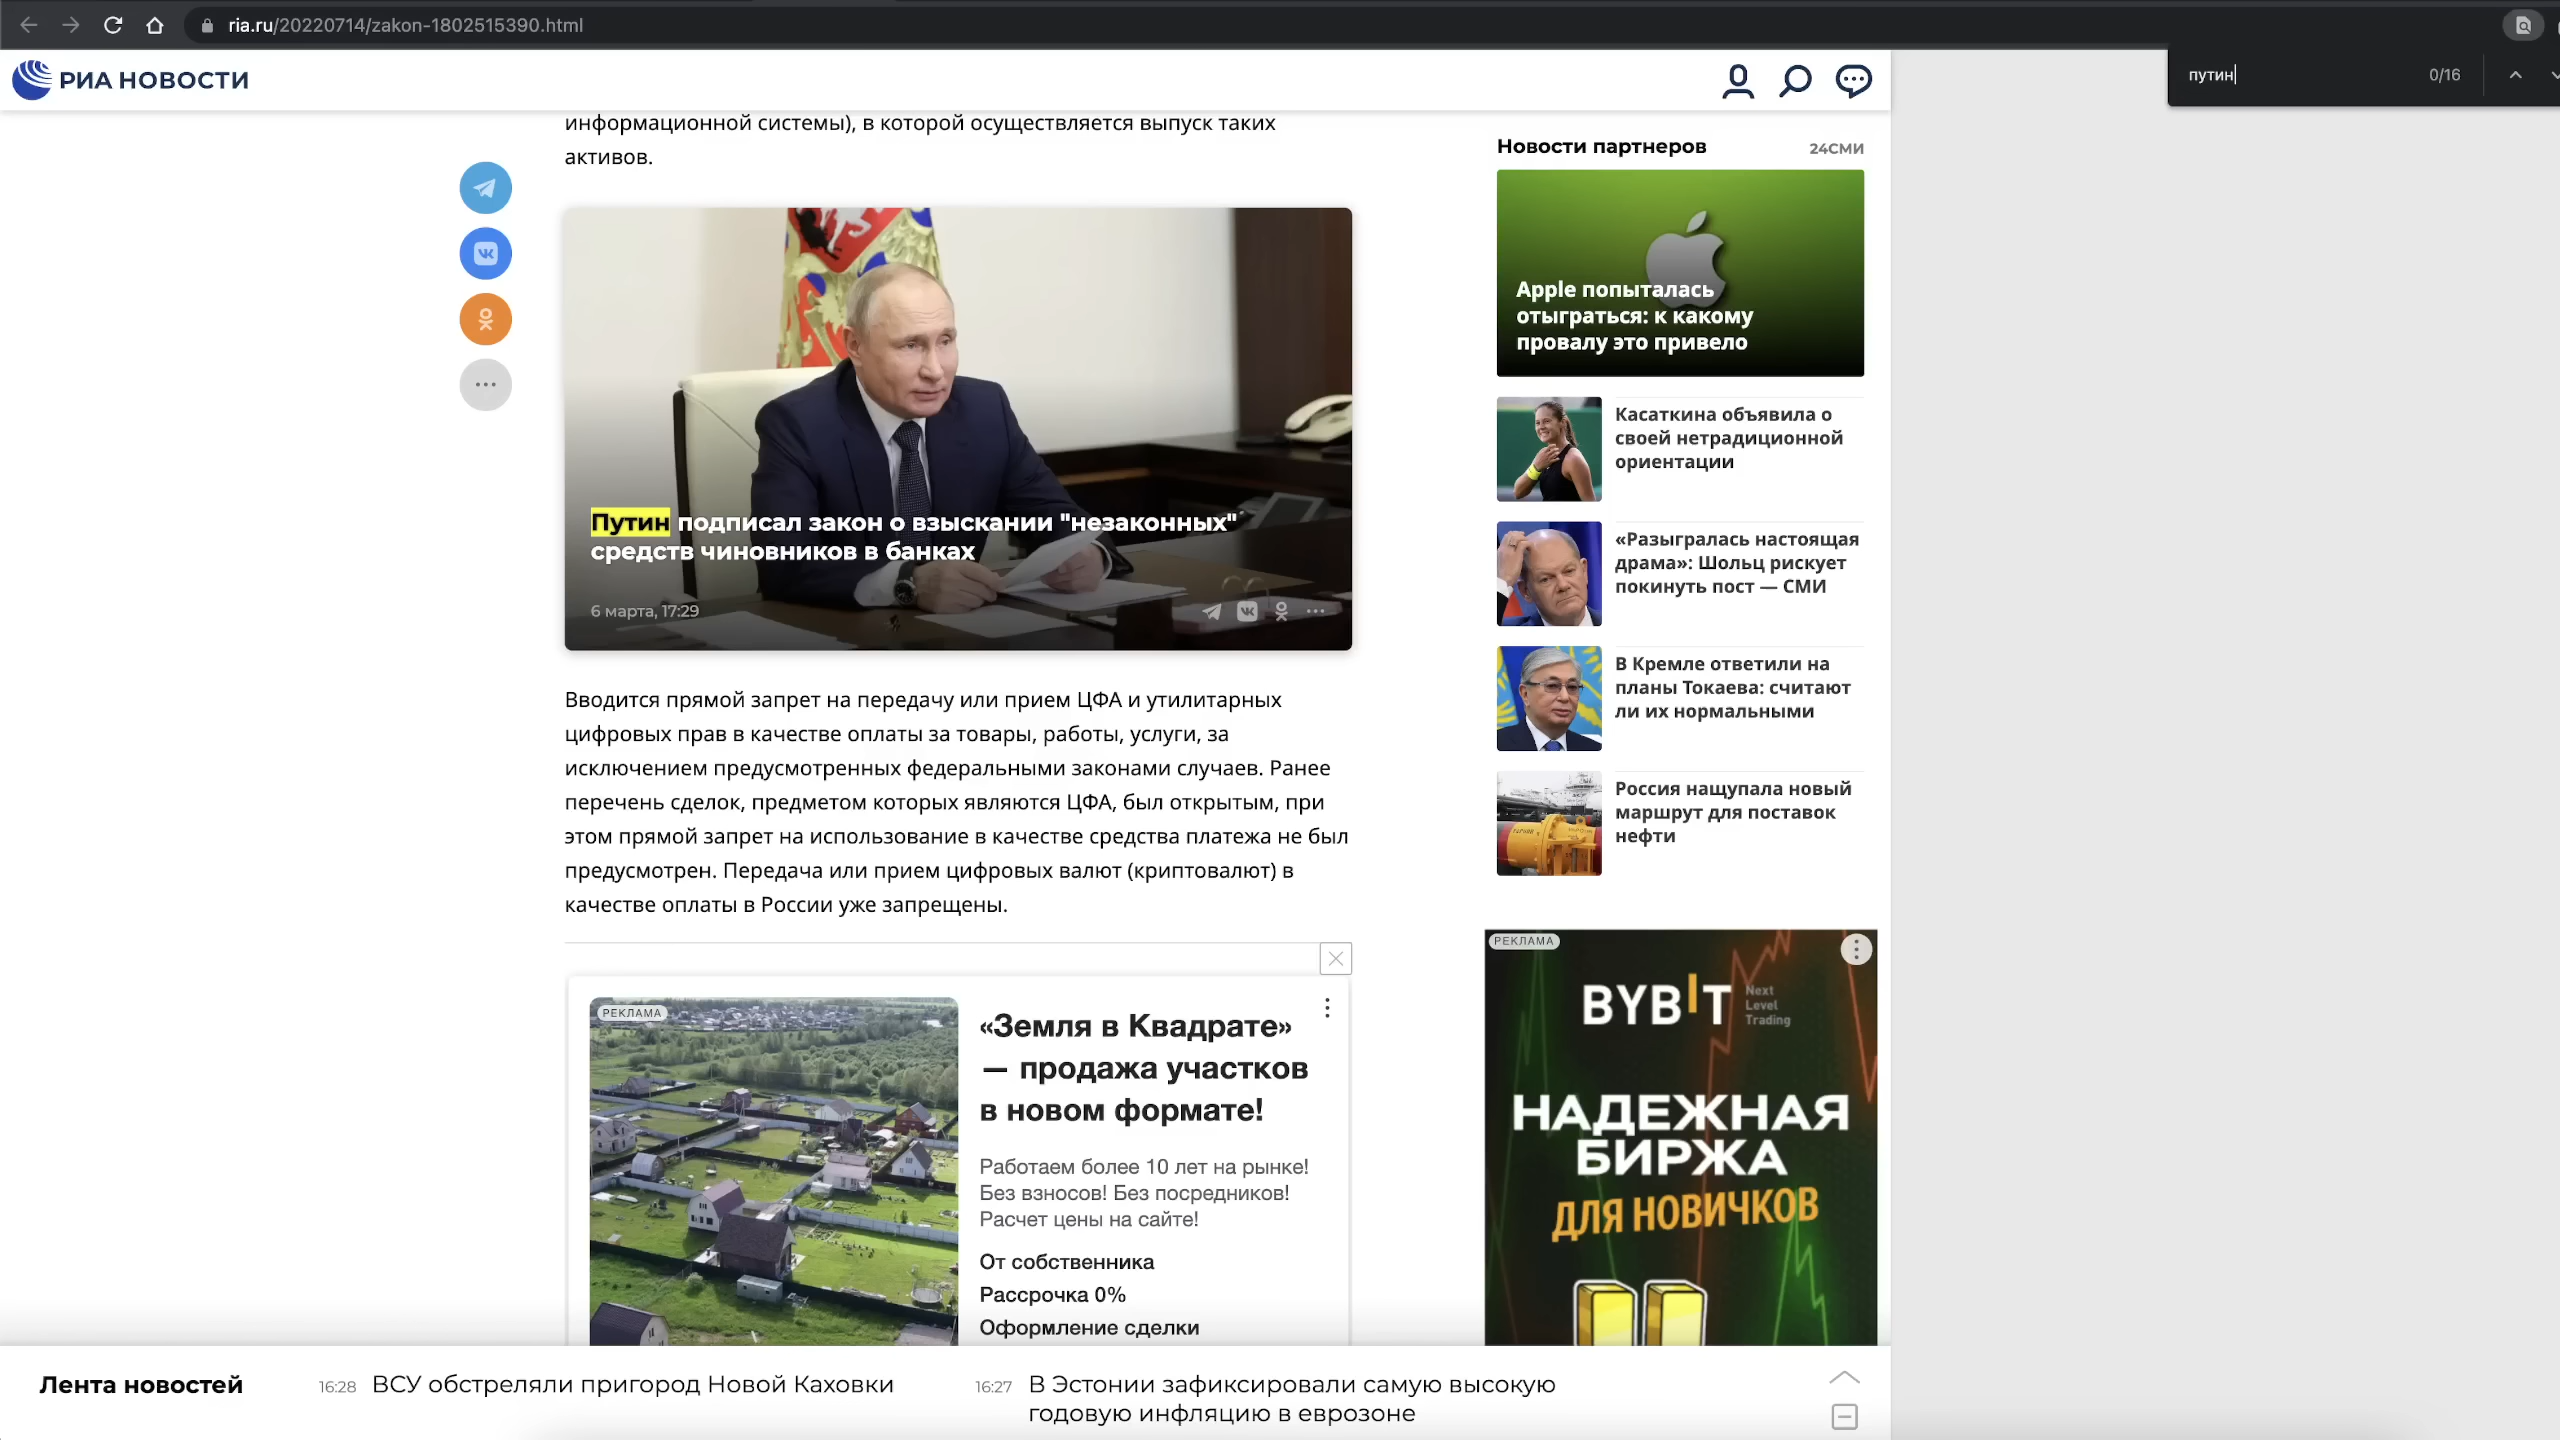 ria.ru/20220714/zakon-1802515390.html
путин
0/16
РИА НОВОСТИ
информационной системы), в которой осуществляется выпуск таких
активов.
Путин подписал закон о взыскании "незаконных"
средств чиновников в банках
6 марта, 17:29
Вводится прямой запрет на передачу или прием ЦФА и утилитарных
цифровых прав в качестве оплаты за товары, работы, услуги, за
исключением предусмотренных федеральными законами случаев. Ранее
перечень сделок, предметом которых являются ЦФА, был открытым, при
этом прямой запрет на использование в качестве средства платежа не был
предусмотрен. Передача или прием цифровых валют (криптовалют) в
качестве оплаты в России уже запрещены.
РЕКЛАМА
«Земля в Квадрате»
— продажа участков
в новом формате!
Работаем более 10 лет на рынке!
Без взносов! Без посредников!
Расчет цены на сайте!
От собственника
Рассрочка 0%
Оформление сделки
Новости партнеров
24СМИ
Apple попыталась
отыграться: к какому
провалу это привело
Касаткина объявила о
своей нетрадиционной
ориентации
«Разыгралась настоящая
драма»: Шольц рискует
покинуть пост — СМИ
В Кремле ответили на
планы Токаева: считают
ли их нормальными
Россия нащупала новый
маршрут для поставок
нефти
РЕКЛАМА
BYBIT
Next
Level
Trading
НАДЕЖНАЯ
БИРЖА
ДЛЯ НОВИЧКОВ
Лента новостей
16:28 ВСУ обстреляли пригород Новой Каховки
16:27 В Эстонии зафиксировали самую высокую
годовую инфляцию в еврозоне